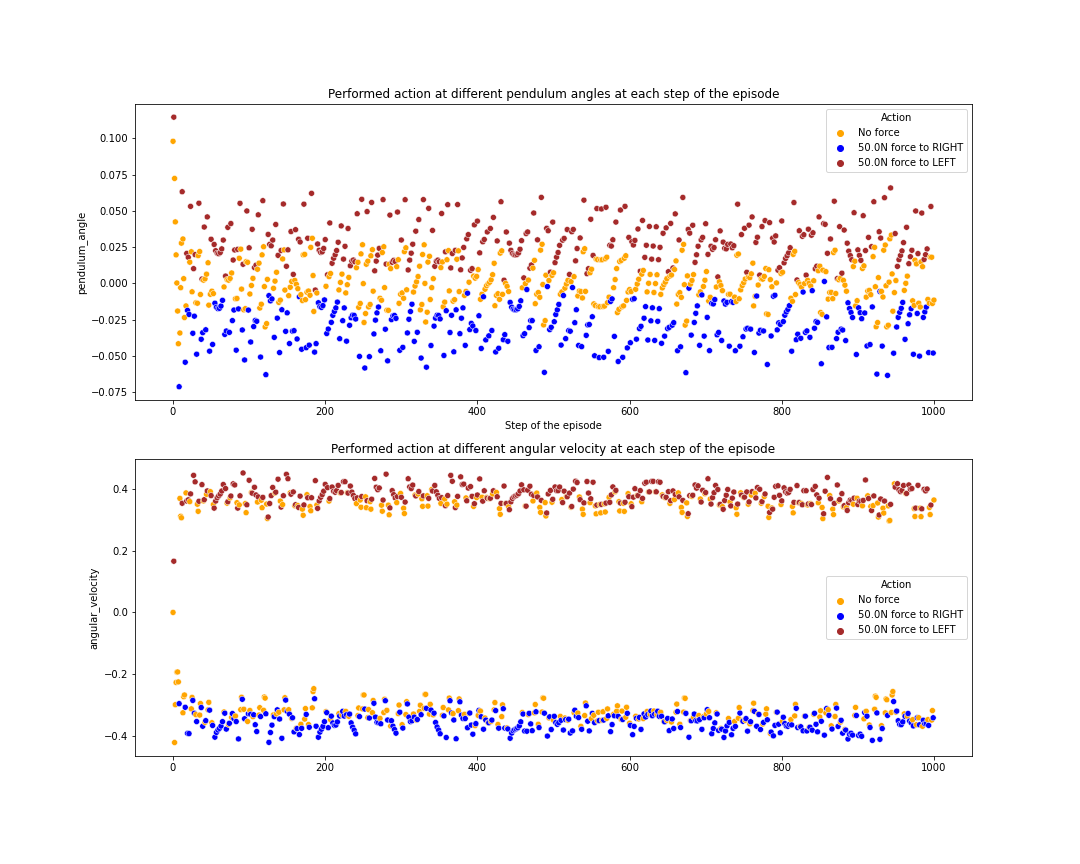 Performed action at different pendulum angles at each step of the episode
pendulum_angle
0.100
0.075
0.050
0.025
0.000
−0.025
−0.050
−0.075
Action
No force
50.0N force to RIGHT
50.0N force to LEFT
0
200
400
600
800
1000
Step of the episode
Performed action at different angular velocity at each step of the episode
angular_velocity
0.4
0.2
0.0
−0.2
−0.4
Action
No force
50.0N force to RIGHT
50.0N force to LEFT
0
200
400
600
800
1000